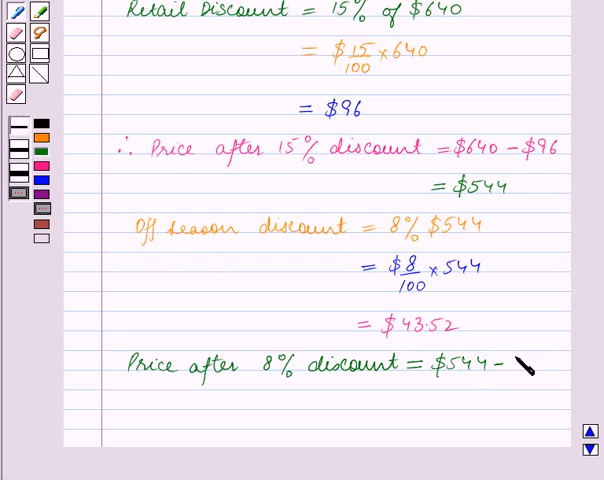 Retail Discount = 15% of $640
= $15/100 × 640
= $96
∴ Price after 15% discount = $640 - $96
= $544
Off season discount = 8% $544
= $8/100 × 544
= $43.52
Price after 8% discount = $544 -